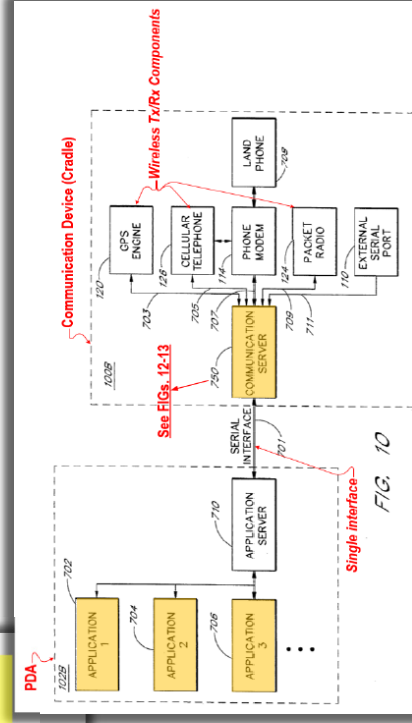 PDA
102B
702
APPLICATION
1
704
APPLICATION
2
706
APPLICATION
3
710
APPLICATION
SERVER
Single interface
SERIAL
INTERFACE
701
See FIGs. 12-13
750
COMMUNICATION
SERVER
Communication Device (Cradle)
100B
703
705
707
709
711
120
GPS
ENGINE
128
CELLULAR
TELEPHONE
114
PHONE
MODEM
124
PACKET
RADIO
110
EXTERNAL
SERIAL
PORT
Wireless Tx/Rx Components
LAND
PHONE
708
FIG. 10